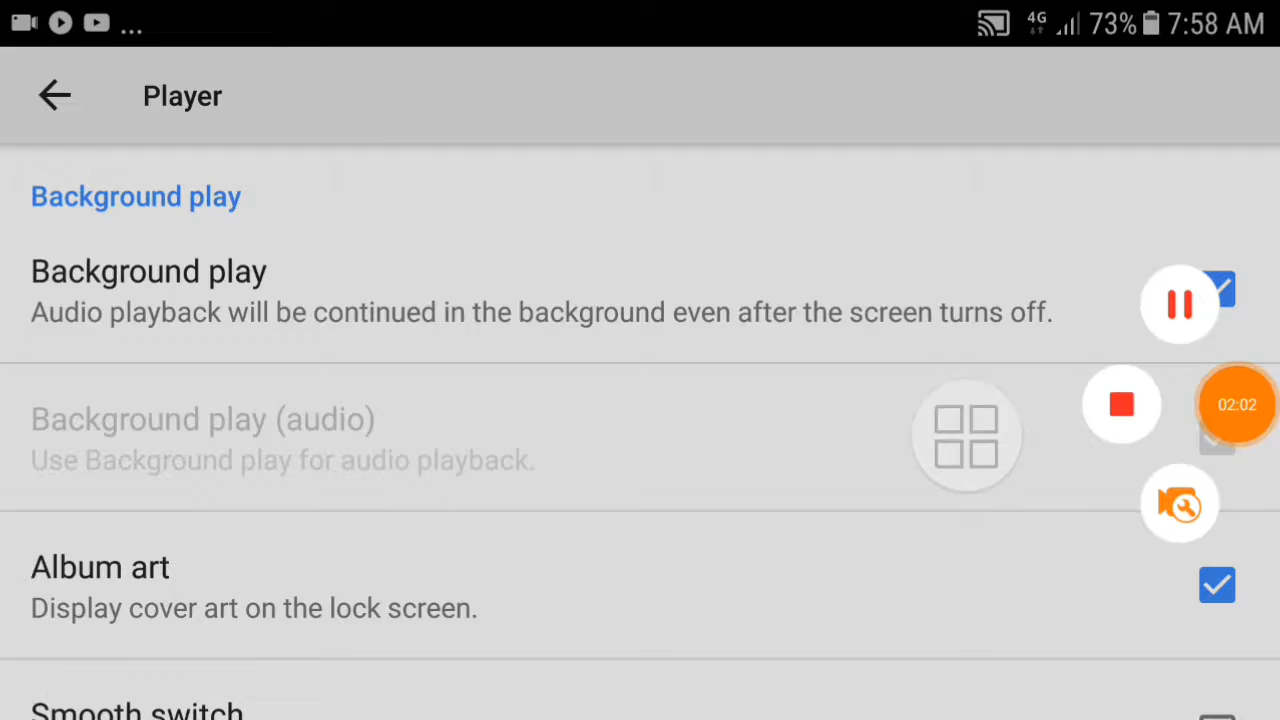 ... 4G 73% 7:58 AM
Player
Background play
Background play
Audio playback will be continued in the background even after the screen turns off.
Background play (audio)
Use Background play for audio playback.
02:02
Album art
Display cover art on the lock screen.
Smooth switch